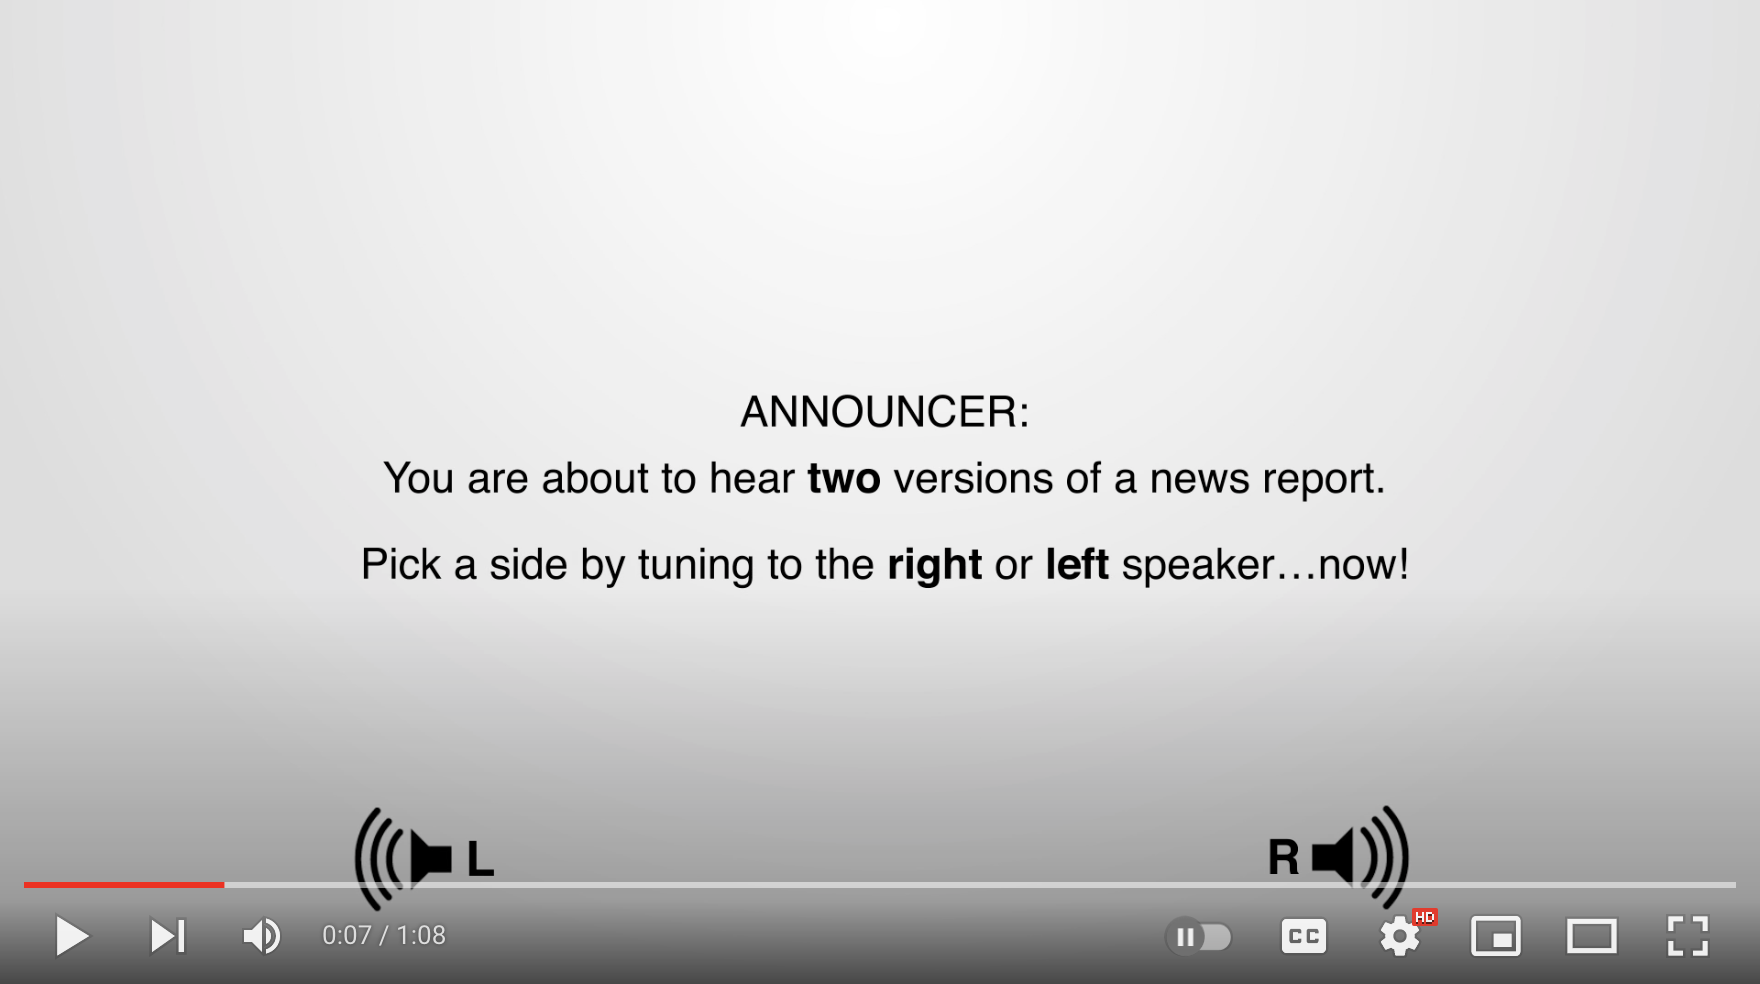 ANNOUNCER:
You are about to hear two versions of a news report.
Pick a side by tuning to the right or left speaker…now!
L
R
HD
0:07 / 1:08
CC